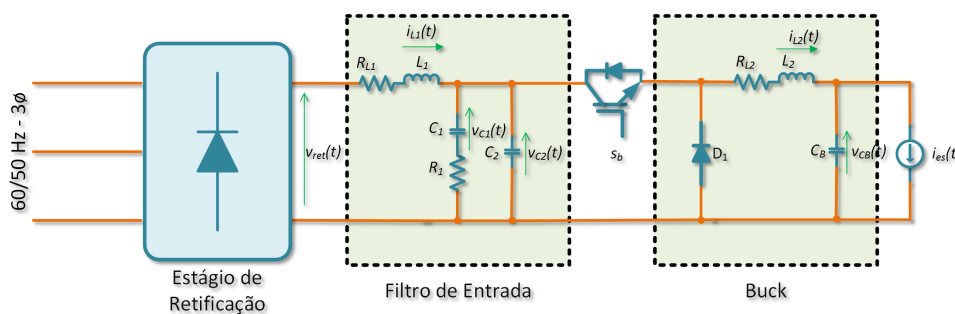 60/50 Hz - 3ø
v_ret(t)
Estágio de
Retificação
i_L1(t)
R_L1
L_1
C_1
v_C1(t)
R_1
C_2
v_C2(t)
Filtro de Entrada
s_b
i_L2(t)
R_L2
L_2
D_1
C_B
v_CB(t)
i_es(t
Buck